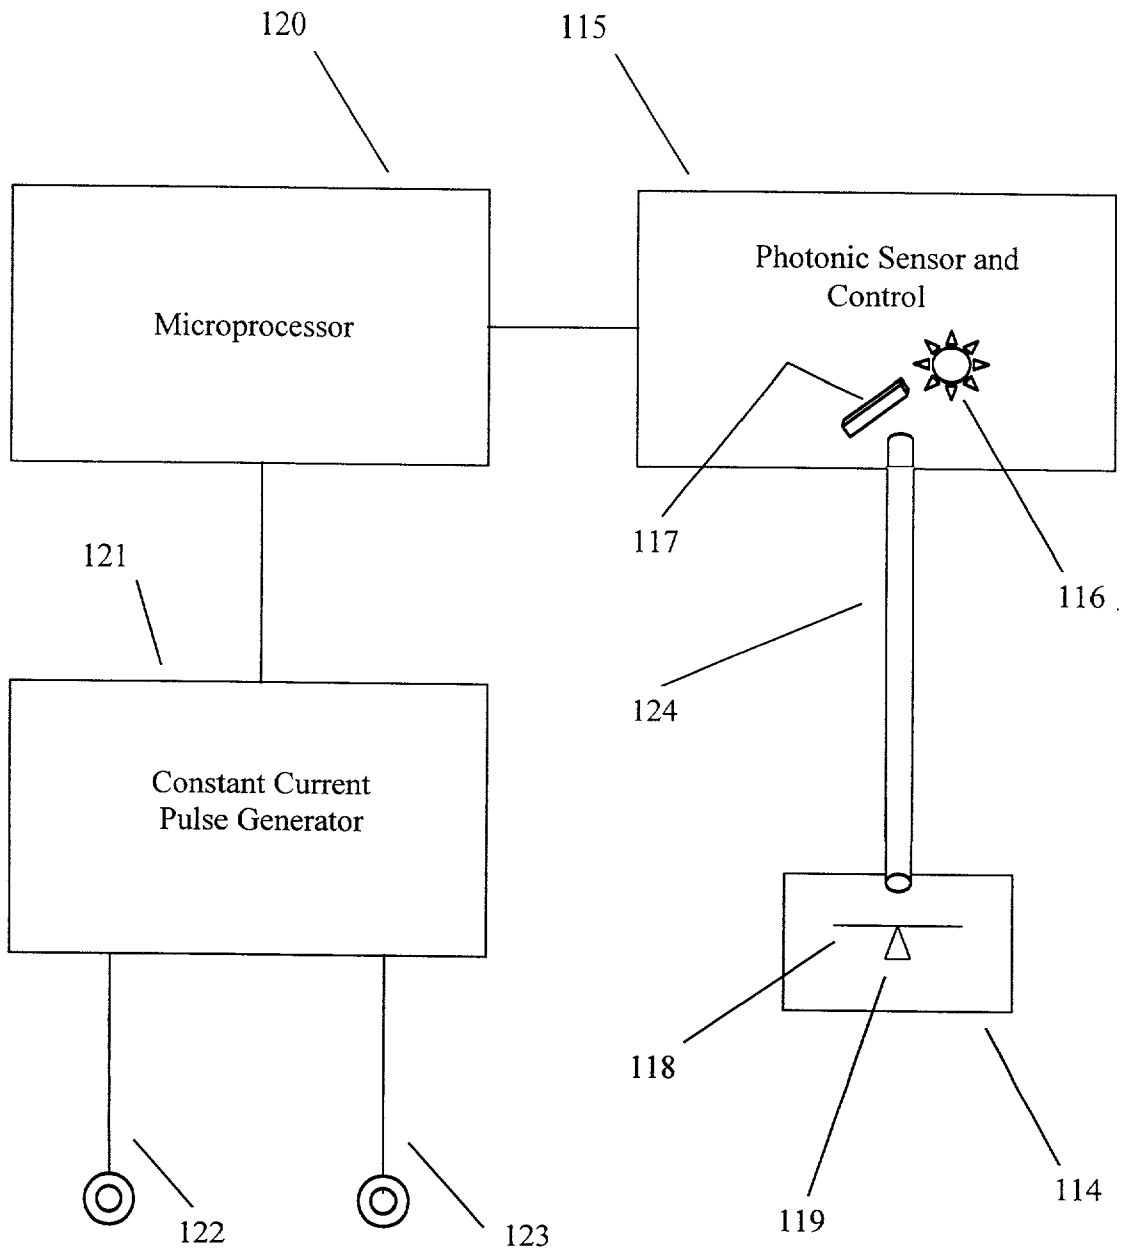 120
115
Microprocessor
Photonic Sensor and
Control
117
116
121
124
Constant Current
Pulse Generator
118
114
122
123
119